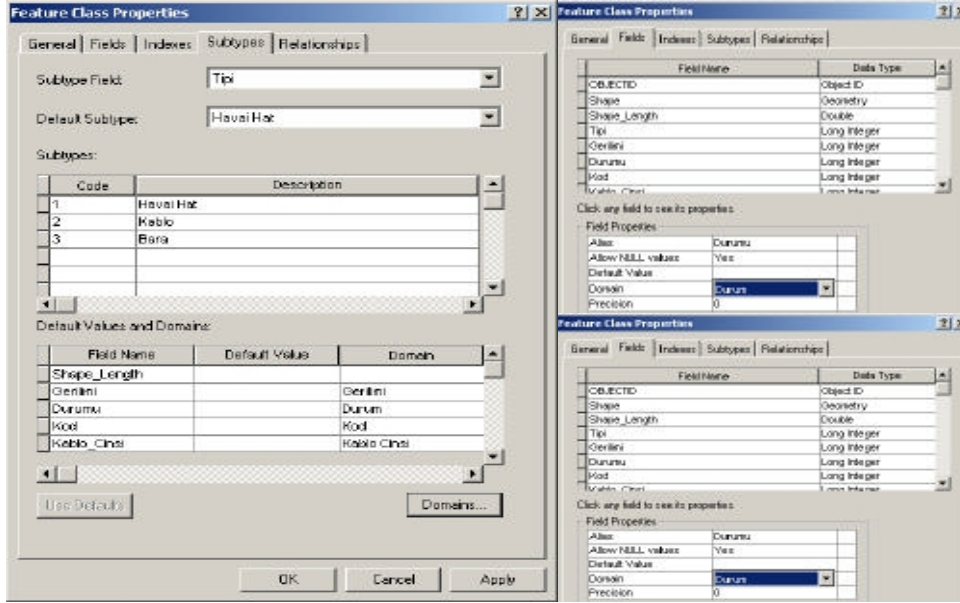 Feature Class Properties
General Fields Indexes Subtypes Relationships
Subtype Field: Tipi
Default Subtype: Havai Hat
Subtypes:
Code Description
1 Havai Hat
2 Kablo
3 Bara
Default Values and Domains:
Field Name Default Value Domain
Shape_Length
Gerilimi Gerilim
Durumu Durum
Kod Kod
Kablo_Cinsi Kablo Cinsi
Use Defaults Domains...
OK Cancel Apply
Feature Class Properties
General Fields Indexes Subtypes Relationships
Field Name Data Type
OBJECTID Object ID
Shape Geometry
Shape_Length Double
Tipi Long Integer
Gerilimi Long Integer
Durumu Long Integer
Kod Long Integer
Kablo_Cinsi Long Integer
Click any field to see its properties.
Field Properties
Alias Durumu
Allow NULL values Yes
Default Value
Domain Durum
Precision 0
Feature Class Properties
General Fields Indexes Subtypes Relationships
Field Name Data Type
OBJECTID Object ID
Shape Geometry
Shape_Length Double
Tipi Long Integer
Gerilimi Long Integer
Durumu Long Integer
Kod Long Integer
Kablo_Cinsi Long Integer
Click any field to see its properties.
Field Properties
Alias Durumu
Allow NULL values Yes
Default Value
Domain Durum
Precision 0